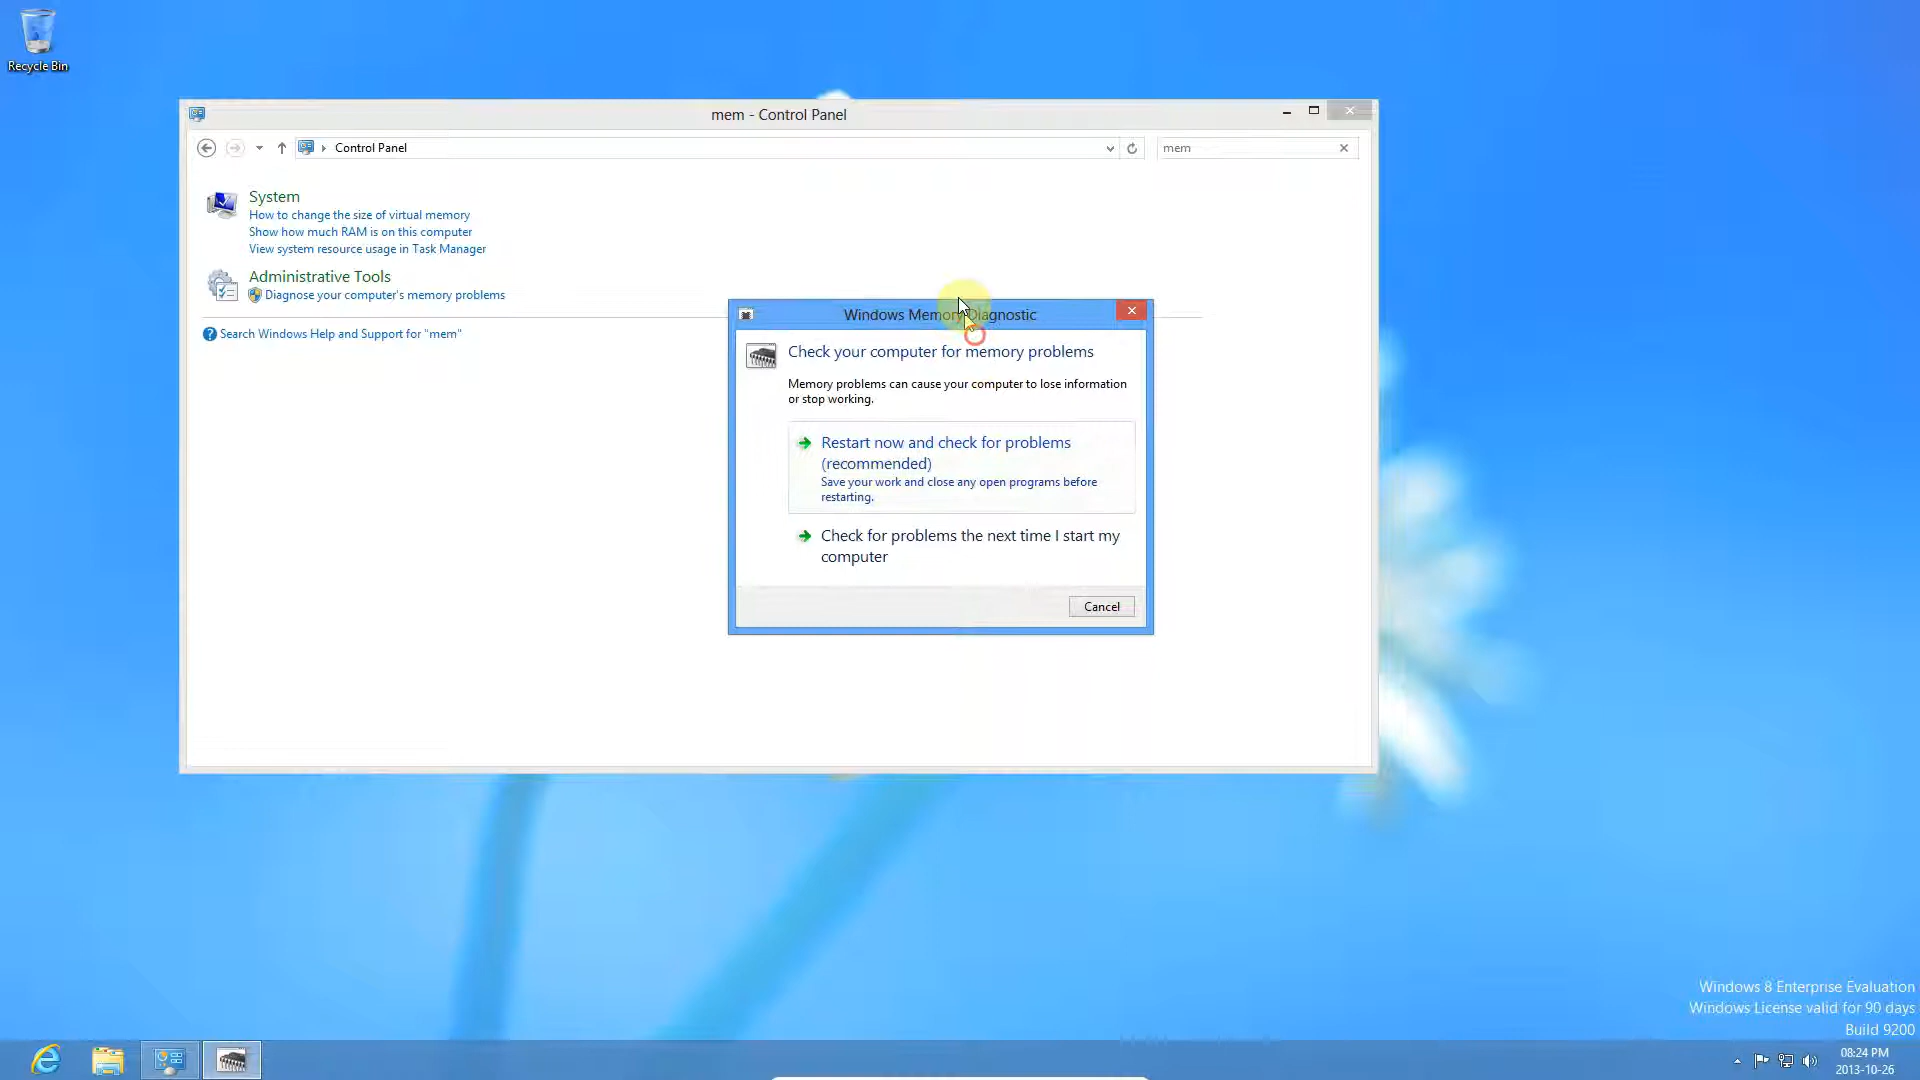 Recycle Bin
mem - Control Panel
Control Panel
mem
System
How to change the size of virtual memory
Show how much RAM is on this computer
View system resource usage in Task Manager
Administrative Tools
Diagnose your computer's memory problems
Search Windows Help and Support for "mem"
Windows Memory Diagnostic
Check your computer for memory problems
Memory problems can cause your computer to lose information
or stop working.
Restart now and check for problems
(recommended)
Save your work and close any open programs before
restarting.
Check for problems the next time I start my
computer
Cancel
Windows 8 Enterprise Evaluation
Windows License valid for 90 days
Build 9200
08:24 PM
2013-10-26